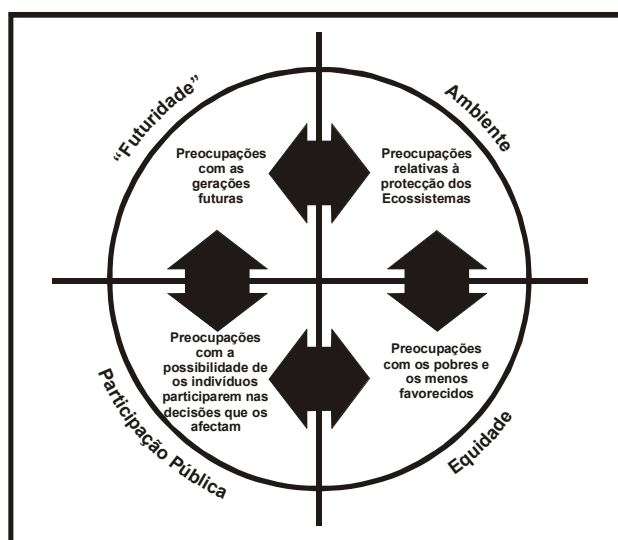 “Futuridade”
Ambiente
Preocupações
com as
gerações
futuras
Preocupações
relativas à
protecção dos
Ecossistemas
Preocupações
com a
possibilidade de
os indivíduos
participarem nas
decisões que os
afectam
Preocupações
com os pobres e
os menos
favorecidos
Participação Pública
Equidade